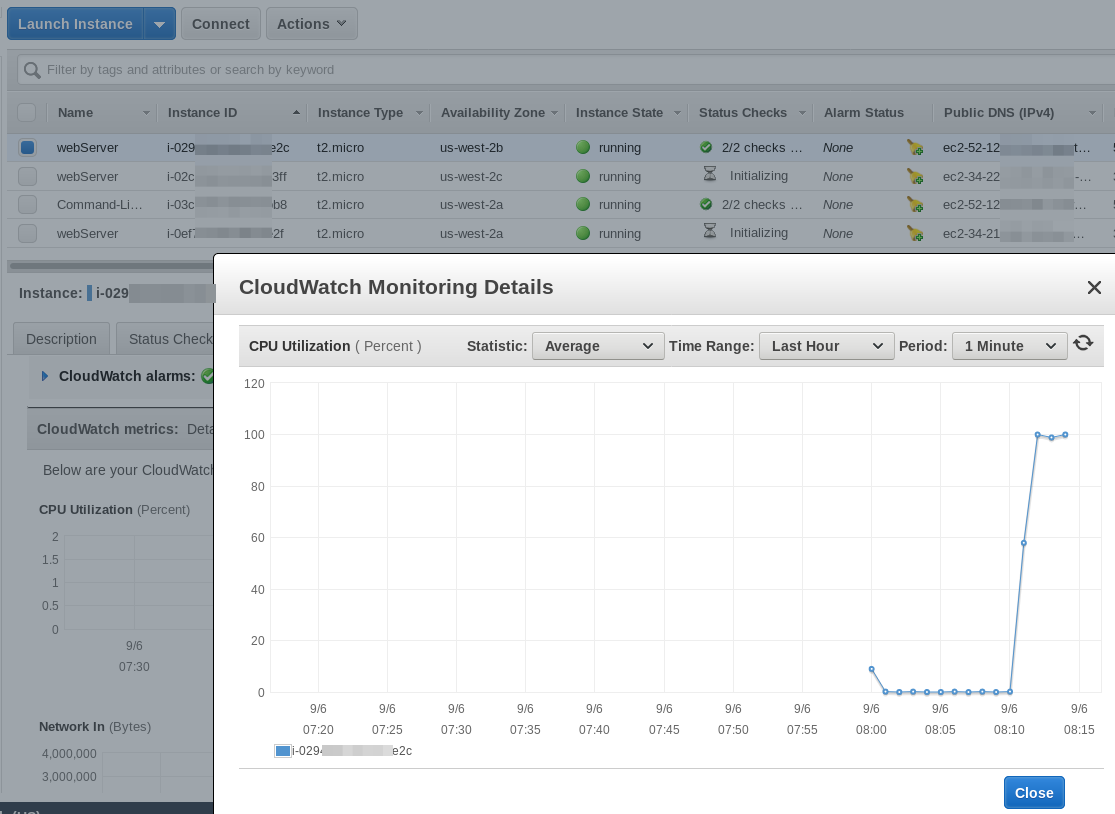 Launch Instance Connect Actions
Filter by tags and attributes or search by keyword
Name Instance ID Instance Type Availability Zone Instance State Status Checks Alarm Status Public DNS (IPv4)
webServer i-029 e2c t2.micro us-west-2b running 2/2 checks … None ec2-52-12 t…
webServer i-02c 3ff t2.micro us-west-2c running Initializing None ec2-34-22 -…
Command-Li… i-03c b8 t2.micro us-west-2a running 2/2 checks … None ec2-52-12 …
webServer i-0ef 2f t2.micro us-west-2a running Initializing None ec2-34-21 …
Instance: i-029
Description Status Check
CloudWatch alarms:
CloudWatch metrics: Deta
Below are your CloudWatch
CPU Utilization (Percent)
2
1.5
1
0.5
0
9/6
07:30
Network In (Bytes)
4,000,000
3,000,000
CloudWatch Monitoring Details
CPU Utilization ( Percent ) Statistic: Average Time Range: Last Hour Period: 1 Minute
120
100
80
60
40
20
0
9/6 9/6 9/6 9/6 9/6 9/6 9/6 9/6 9/6 9/6 9/6 9/6
07:20 07:25 07:30 07:35 07:40 07:45 07:50 07:55 08:00 08:05 08:10 08:15
i-029 e2c
Close